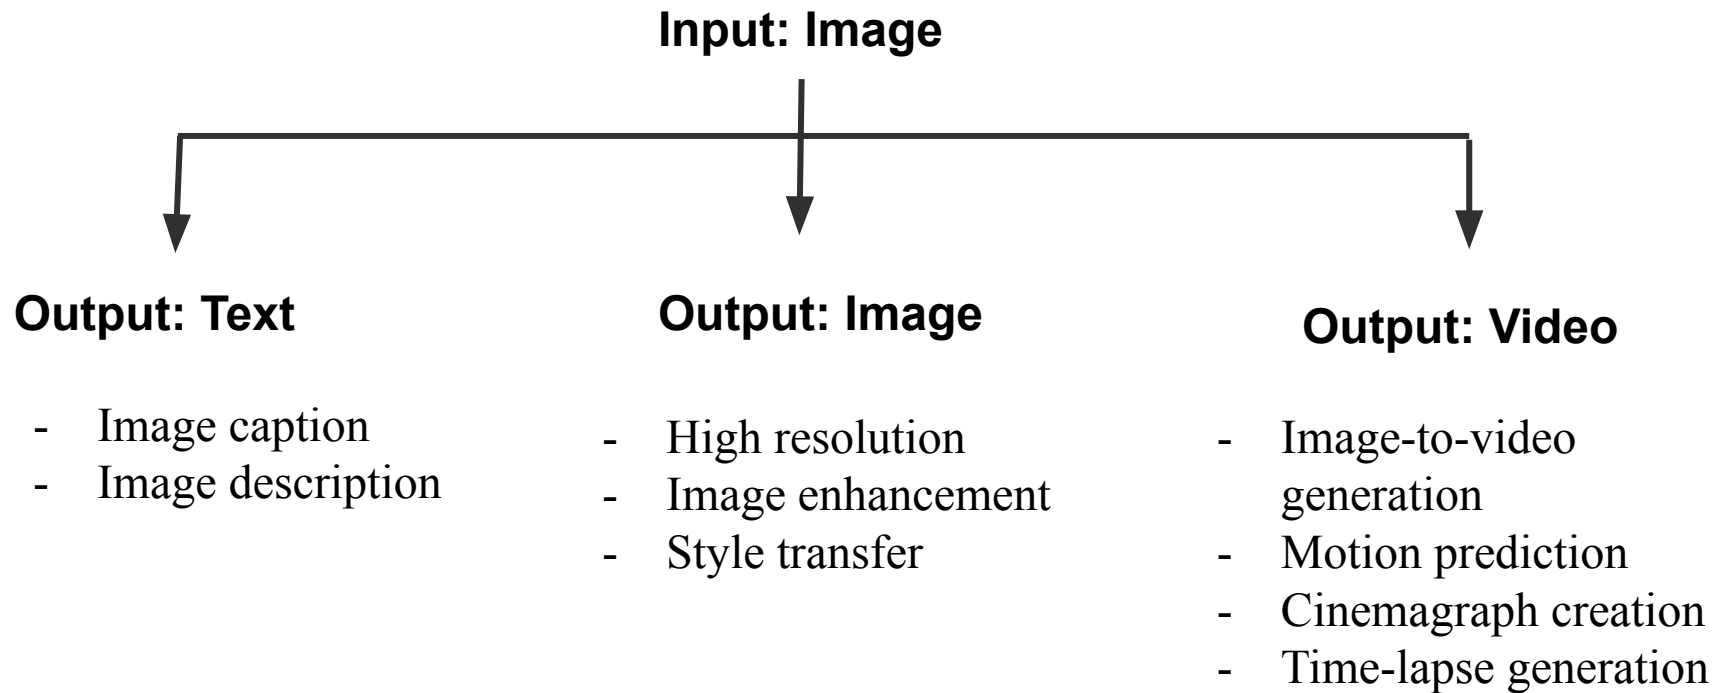 Input: Image
Output: Text
- Image caption
- Image description
Output: Image
- High resolution
- Image enhancement
- Style transfer
Output: Video
- Image-to-video
generation
- Motion prediction
- Cinemagraph creation
- Time-lapse generation